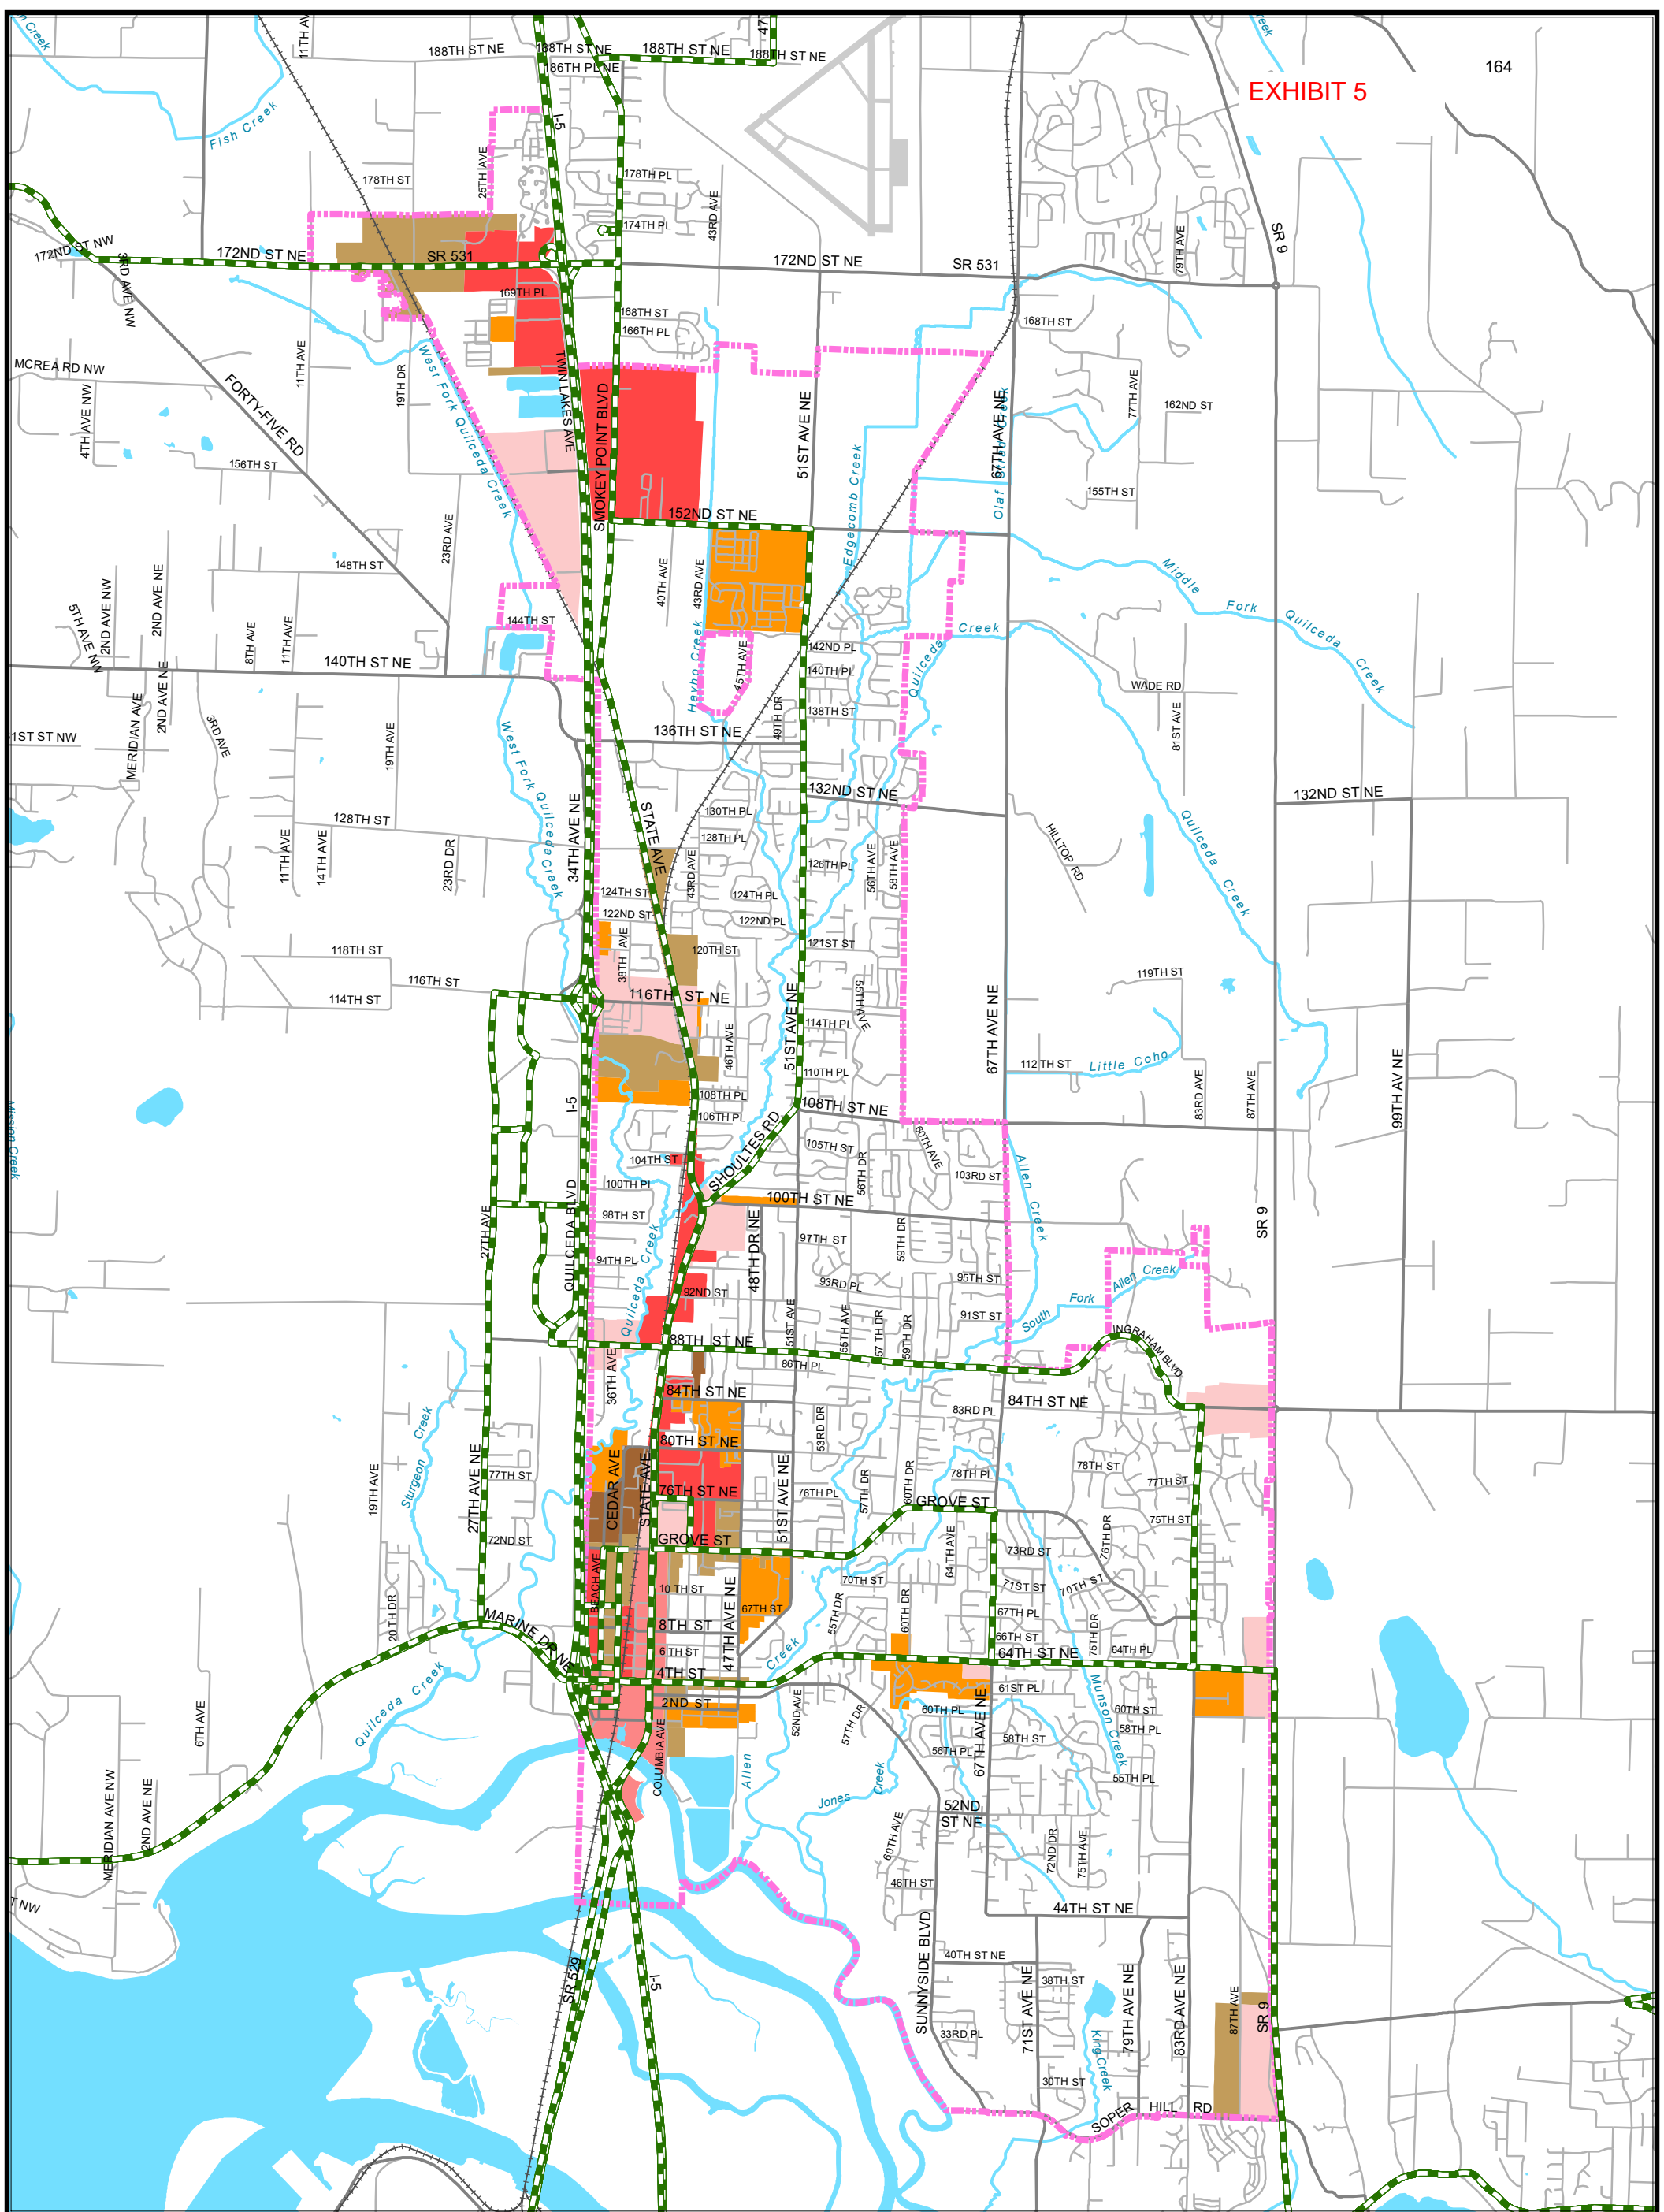 EXHIBIT 5
164
11TH AV
47T
188TH ST NE
188TH ST NE
188TH ST NE
188TH ST NE
186TH PL NE
Creek
Creek
Fish Creek
I-5
178TH ST
25TH AVE
178TH PL
43RD AVE
174TH PL
79TH AVE
SR 9
172ND ST NW
3RD AVE NW
172ND ST NE
SR 531
172ND ST NE
SR 531
169TH PL
168TH ST
166TH PL
168TH ST
MCREA RD NW
4TH AVE NW
FORTY-FIVE RD
11TH AVE
19TH DR
West Fork Quilceda Creek
TWIN LAKES AVE
SMOKEY POINT BLVD
51ST AVE NE
Edgecomb Creek
67TH AVE NE
Olaf Strad Creek
77TH AVE
162ND ST
156TH ST
155TH ST
152ND ST NE
23RD AVE
148TH ST
40TH AVE
43RD AVE
Middle
Fork
Quilceda
Creek
5TH AVE NW
2ND AVE NW
2ND AVE NE
8TH AVE
11TH AVE
144TH ST
Hayho Creek
45TH AVE
142ND PL
140TH PL
Quilceda
Creek
140TH ST NE
49TH DR
138TH ST
WADE RD
81ST AVE
MERIDIAN AVE
2ND AVE NE
3RD AVE
1ST ST NW
19TH AVE
136TH ST NE
West Fork Quilceda Creek
34TH AVE NE
STATE AVE
132ND ST NE
132ND ST NE
130TH PL
128TH PL
128TH ST
11TH AVE
14TH AVE
23RD DR
43RD AVE
126TH PL
56TH AVE
58TH AVE
HILLTOP RD
Quilceda
Creek
124TH ST
124TH PL
122ND ST
122ND PL
38TH AVE
120TH ST
121ST ST
118TH ST
116TH ST
114TH ST
116TH ST NE
55TH AVE
51ST AVE NE
114TH PL
46TH AVE
110TH PL
119TH ST
67TH AVE NE
112 TH ST
Little Coho
83RD AVE
87TH AVE
99TH AV NE
Mission Creek
I-5
108TH PL
106TH PL
108TH ST NE
SHOULTES RD
105TH ST
60TH AVE
56TH DR
103RD ST
Allen
Creek
104TH ST
100TH PL
100TH ST NE
98TH ST
27TH AVE
QUILCEDA BLVD
94TH PL
Quilceda Creek
48TH DR NE
97TH ST
59TH DR
93RD PL
95TH ST
SR 9
92ND ST
91ST ST
South
Fork
Allen Creek
51ST AVE
55TH AVE
57 TH DR
59TH DR
88TH ST NE
86TH PL
INGRAHAM BLVD
36TH AVE
84TH ST NE
84TH ST NE
83RD PL
53RD DR
80TH ST NE
19TH AVE
Sturgeon Creek
27TH AVE NE
77TH ST
CEDAR AVE
STATE AVE
76TH ST NE
51ST AVE NE
76TH PL
57TH DR
60TH DR
78TH PL
78TH ST
77TH ST
72ND ST
GROVE ST
GROVE ST
64 TH AVE
73RD ST
76TH DR
75TH ST
BEACH AVE
10 TH ST
47TH AVE NE
67TH ST
70TH ST
71ST ST
70TH ST
20TH DR
8TH ST
55TH DR
60TH DR
67TH PL
66TH ST
75TH DR
64TH PL
MARINE DR NE
6 TH ST
64TH ST NE
4TH ST
Creek
2ND ST
61ST PL
Munson Creek
60TH ST
58TH PL
6TH AVE
Quilceda Creek
52ND AVE
57TH DR
60TH PL
67TH AVE NE
58TH ST
56TH PL
55TH PL
COLUMBIA AVE
Allen
Jones
Creek
MERIDIAN AVE NW
2ND AVE NE
60TH AVE
52ND
ST NE
72ND DR
75TH AVE
46TH ST
T NW
44TH ST NE
SR 529
I-5
SUNNYSIDE BLVD
40TH ST NE
71ST AVE NE
38TH ST
King Creek
79TH AVE NE
83RD AVE NE
87TH AVE
SR 9
33RD PL
30TH ST
SOPER
HILL
RD